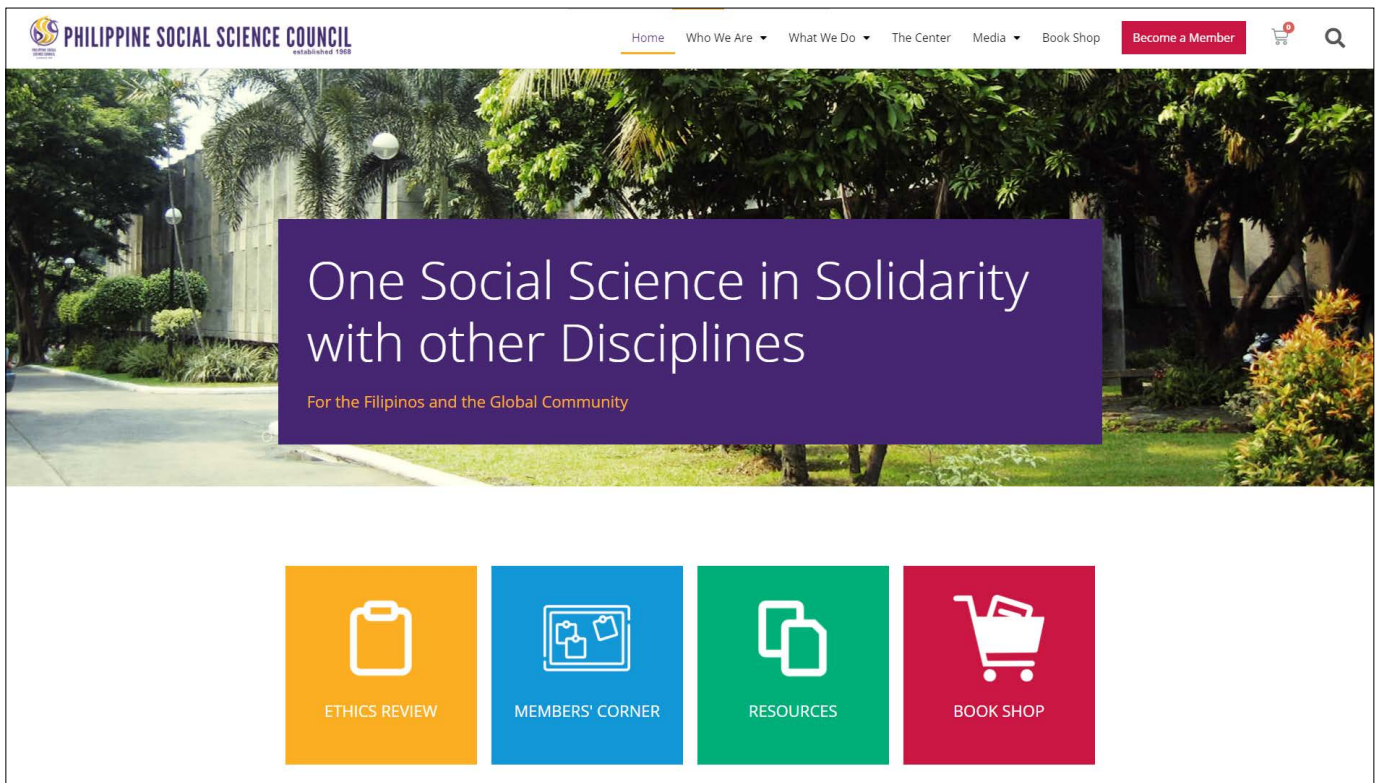 PHILIPPINE SOCIAL SCIENCE COUNCIL
established 1968
Home Who We Are What We Do The Center Media Book Shop Become a Member 0
One Social Science in Solidarity
with other Disciplines
For the Filipinos and the Global Community
ETHICS REVIEW MEMBERS' CORNER RESOURCES BOOK SHOP